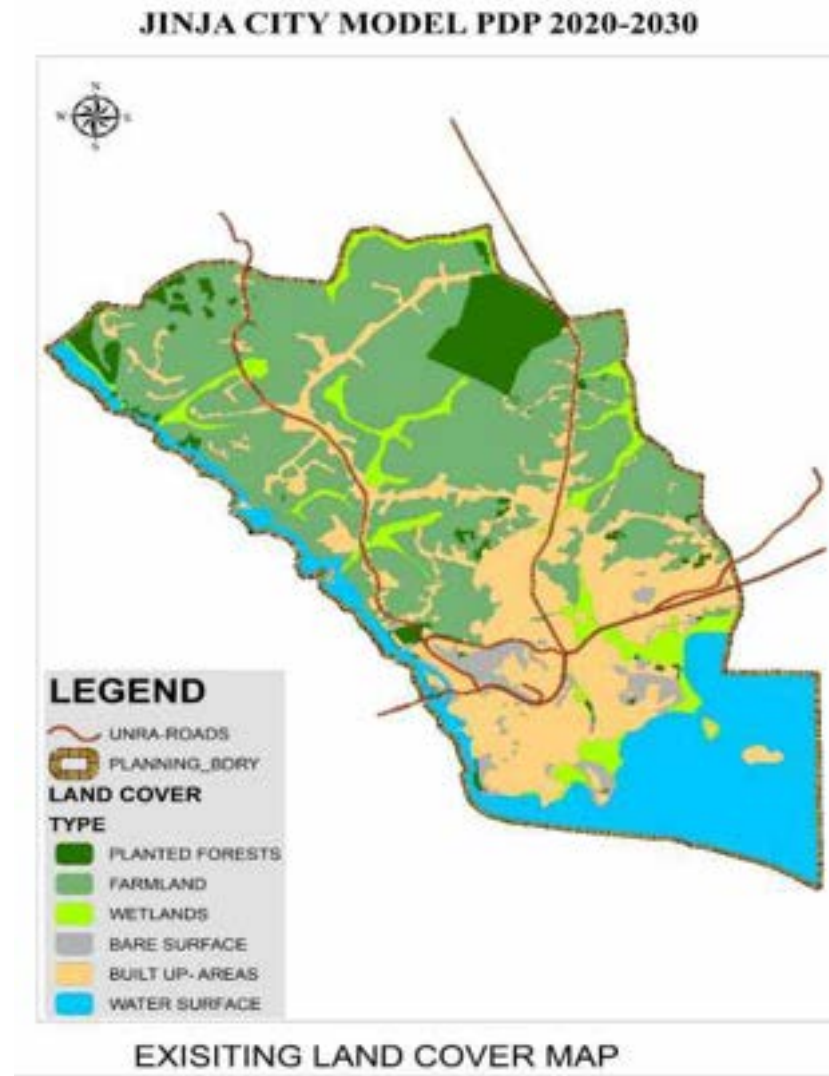 JINJA CITY MODEL PDP 2020-2030
N
W
S
LEGEND
UNRA-ROADS
PLANNING_BDRY
LAND COVER
TYPE
PLANTED FORESTS
FARMLAND
WETLANDS
BARE SURFACE
BUILT UP- AREAS
WATER SURFACE
EXISITING LAND COVER MAP